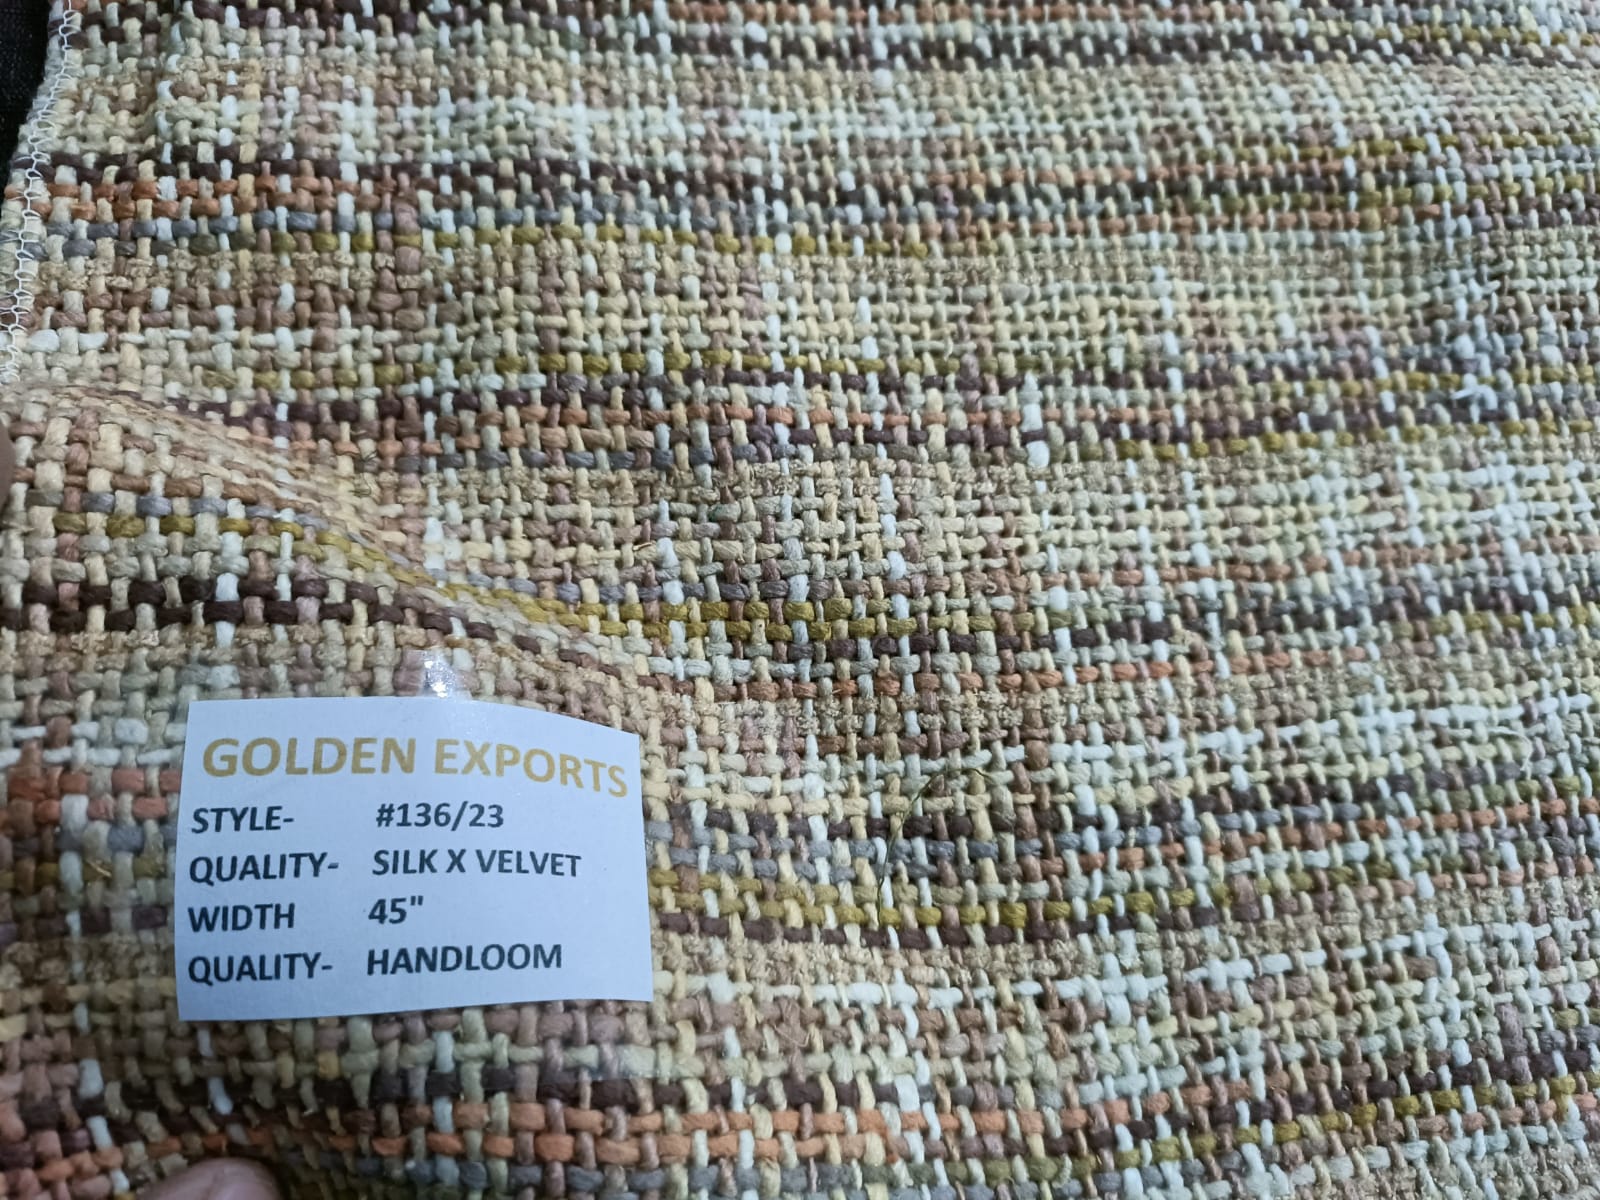 GOLDEN EXPORTS
STYLE- #136/23
QUALITY- SILK X VELVET
WIDTH 45"
QUALITY- HANDLOOM